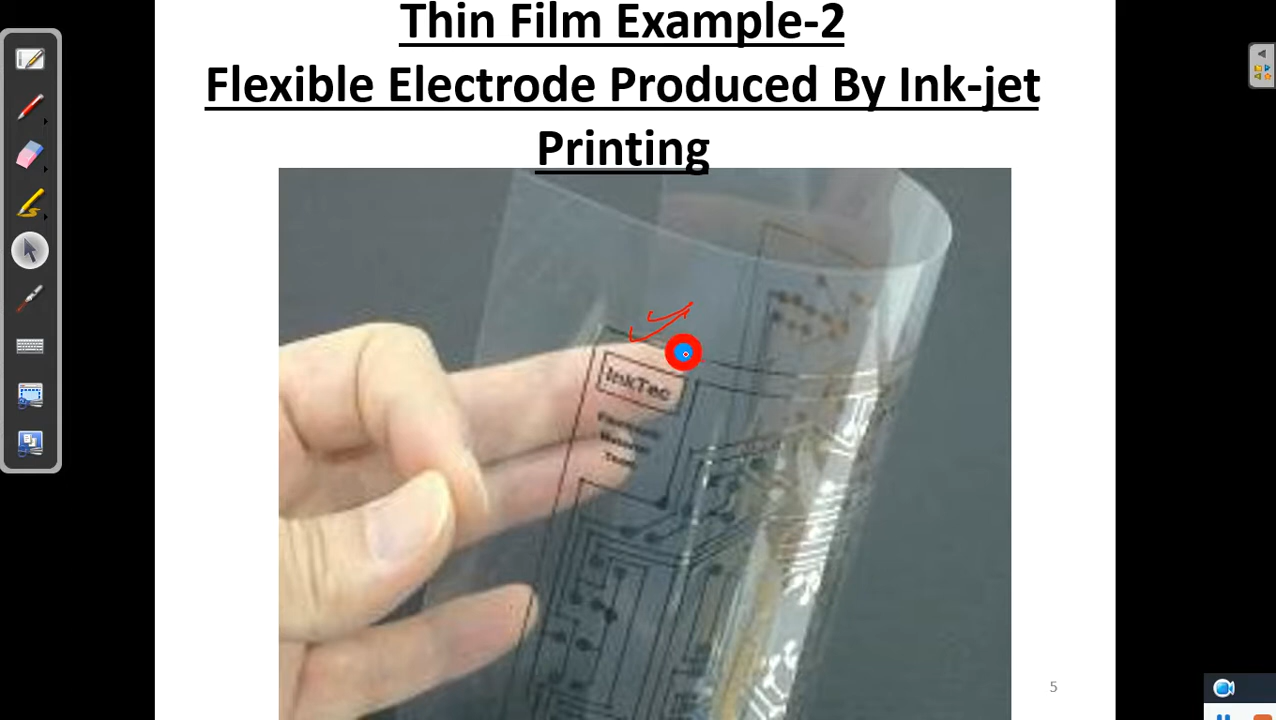 Thin Film Example-2
Flexible Electrode Produced By Ink-jet
Printing
InkTec
5